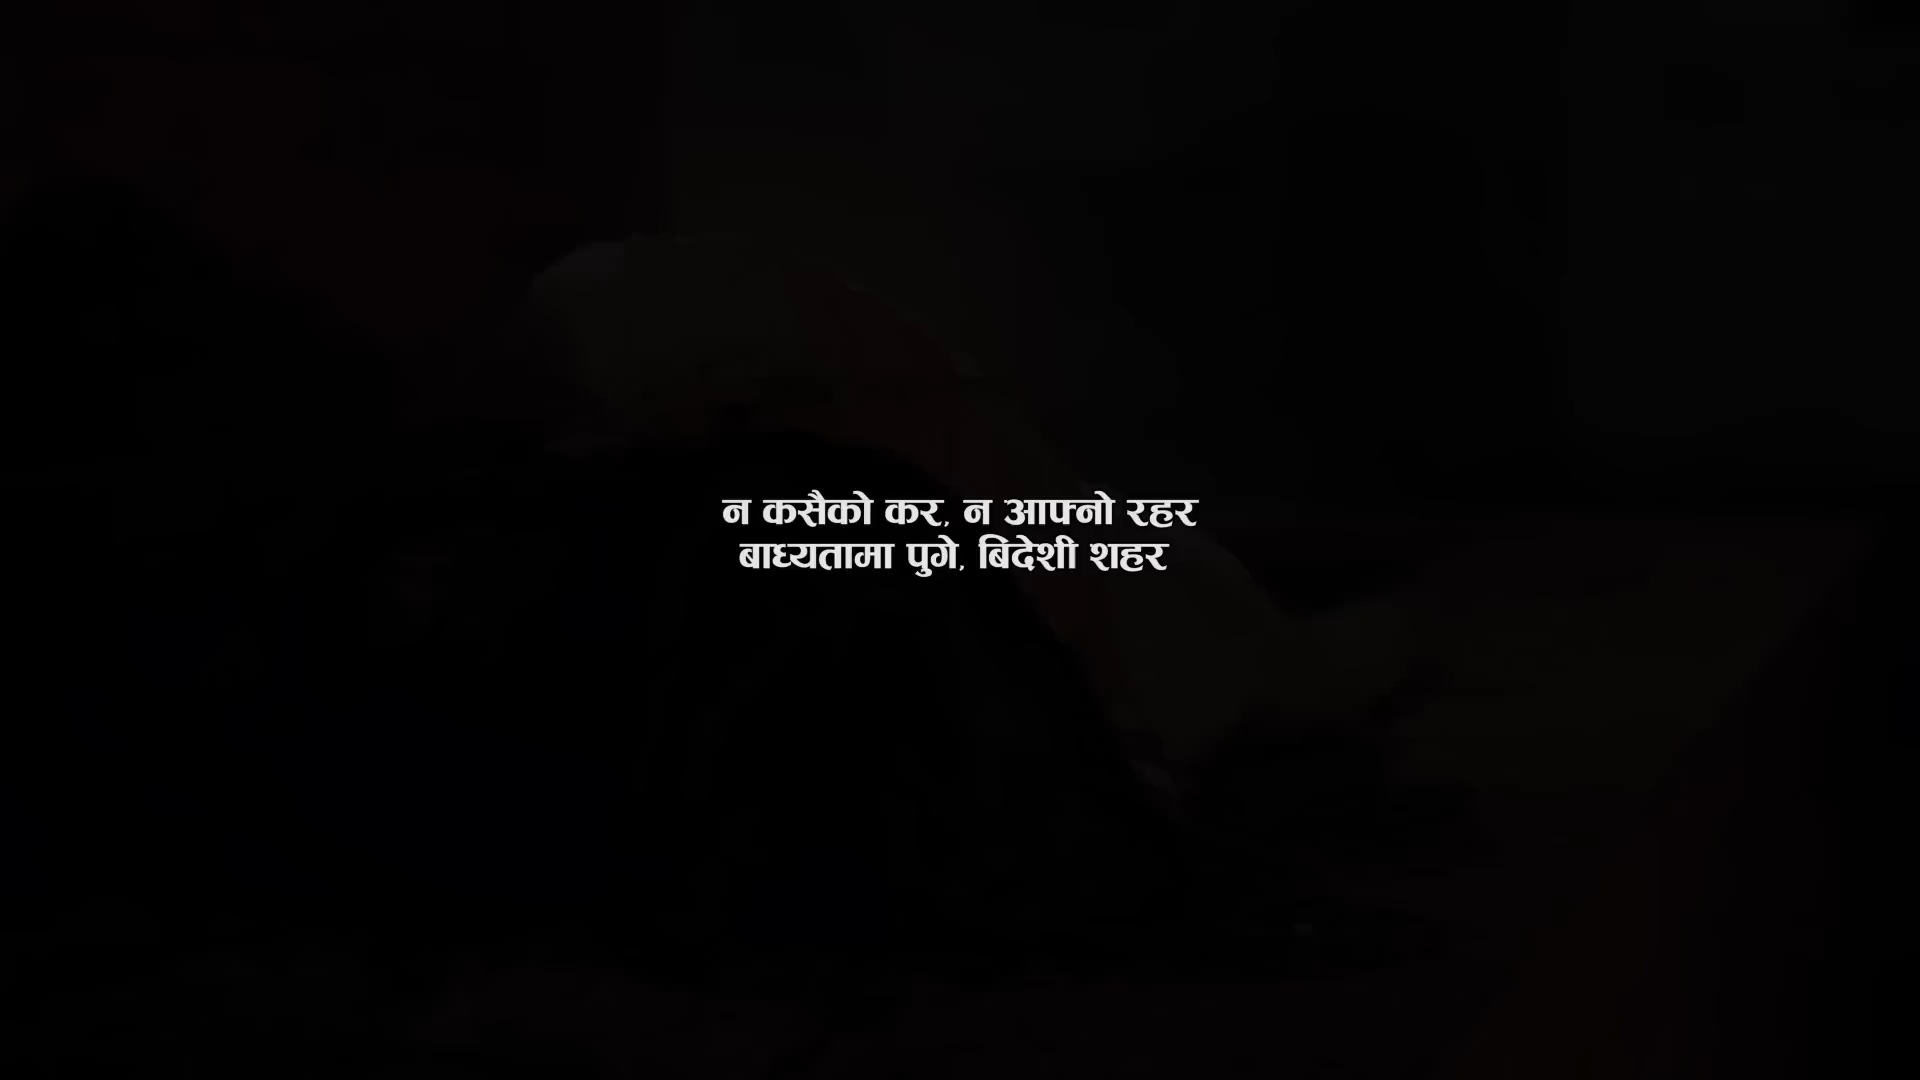 न कसैको कर, न आफ्नो रहर
बाध्यतामा पुगे, बिदेशी शहर